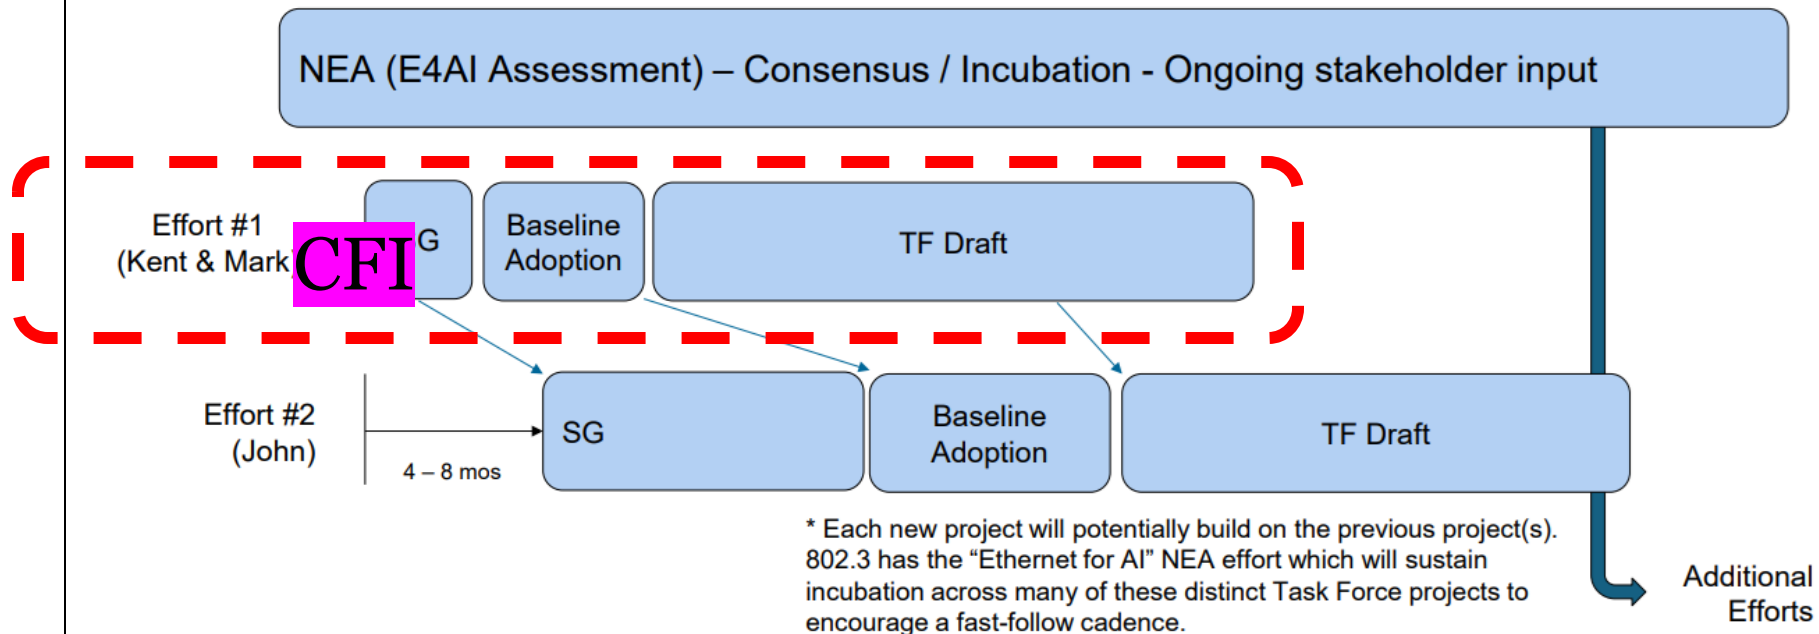 NEA (E4AI Assessment) – Consensus / Incubation - Ongoing stakeholder input
Effort #1
(Kent & Mark)
CFI
G
Baseline
Adoption
TF Draft
Effort #2
(John)
4 – 8 mos
SG
Baseline
Adoption
TF Draft
* Each new project will potentially build on the previous project(s).
802.3 has the “Ethernet for AI” NEA effort which will sustain
incubation across many of these distinct Task Force projects to
encourage a fast-follow cadence.
Additional
Efforts